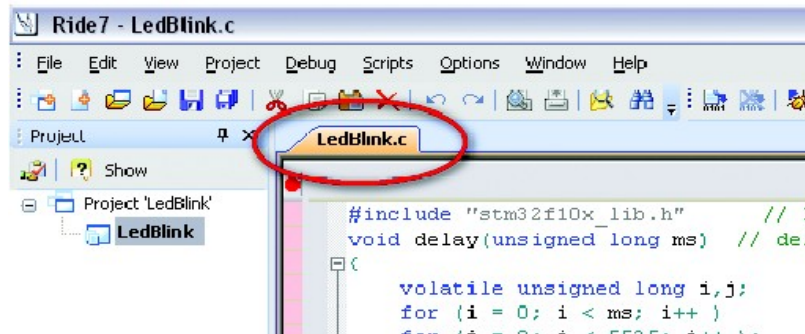 Ride7 - LedBlink.c
File Edit View Project Debug Scripts Options Window Help
Project
LedBlink.c
Show
Project 'LedBlink'
LedBlink
#include "stm32f10x_lib.h" //
void delay(unsigned long ms) // de
{
volatile unsigned long i,j;
for (i = 0; i < ms; i++ )